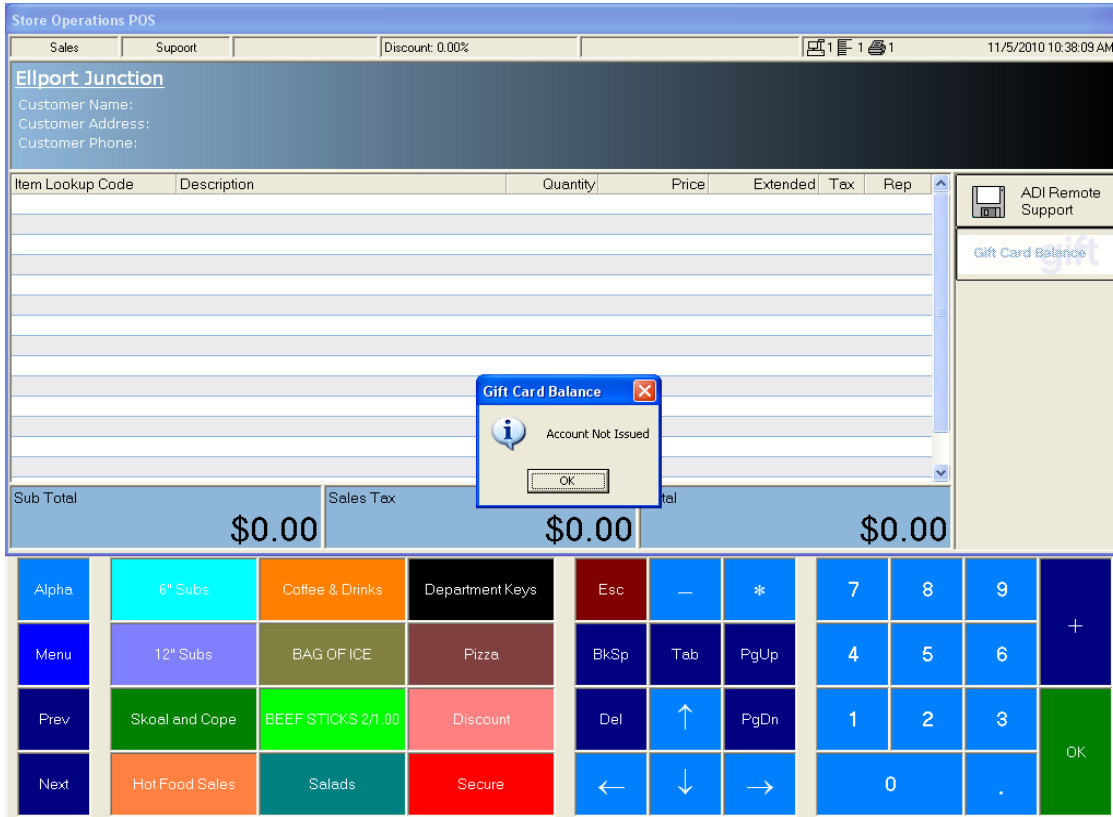 Store Operations POS
Sales Supoort Discount: 0.00% 1 1 1 11/5/2010 10:38:09 AM
Ellport Junction
Customer Name:
Customer Address:
Customer Phone:
Item Lookup Code Description Quantity Price Extended Tax Rep
ADI Remote
Support
Gift Card Balance
gift
Gift Card Balance
Account Not Issued
OK
Sub Total Sales Tax tal
$0.00 $0.00 $0.00
Alpha 6" Subs Coffee & Drinks Department Keys Esc — * 7 8 9 +
Menu 12" Subs BAG OF ICE Pizza BkSp Tab PgUp 4 5 6
Prev Skoal and Cope BEEF STICKS 2/1.00 Discount Del ↑ PgDn 1 2 3 OK
Next Hot Food Sales Salads Secure ← ↓ → 0 .